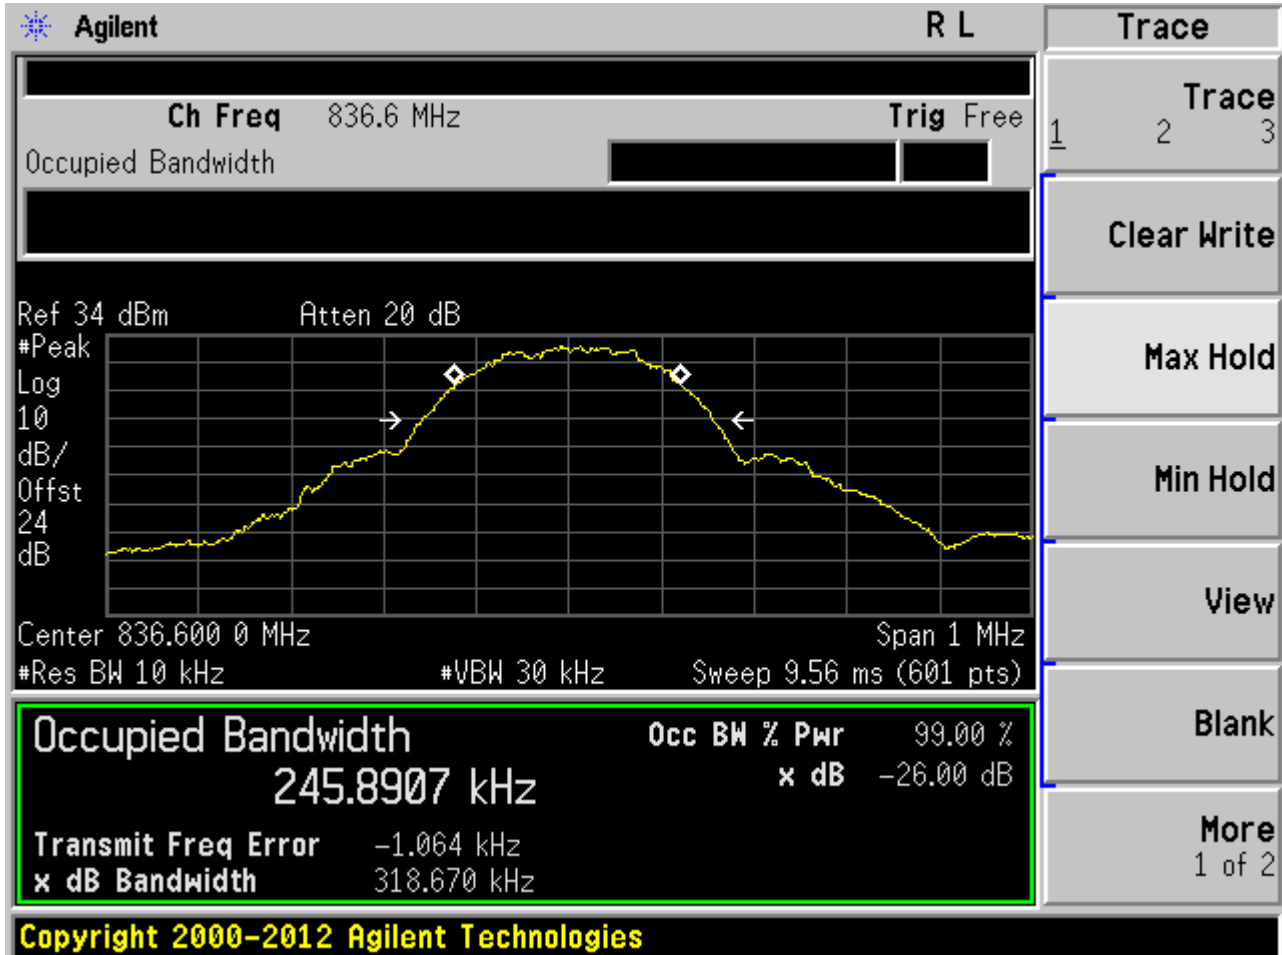 Agilent R L Trace
Ch Freq 836.6 MHz Trig Free
Occupied Bandwidth
Trace
1 2 3
Clear Write
Max Hold
Min Hold
View
Blank
More
1 of 2
Ref 34 dBm Atten 20 dB
#Peak
Log
10
dB/
Offst
24
dB
Center 836.600 0 MHz Span 1 MHz
#Res BW 10 kHz #VBW 30 kHz Sweep 9.56 ms (601 pts)
Occupied Bandwidth Occ BW % Pwr 99.00 %
245.8907 kHz x dB -26.00 dB
Transmit Freq Error -1.064 kHz
x dB Bandwidth 318.670 kHz
Copyright 2000-2012 Agilent Technologies